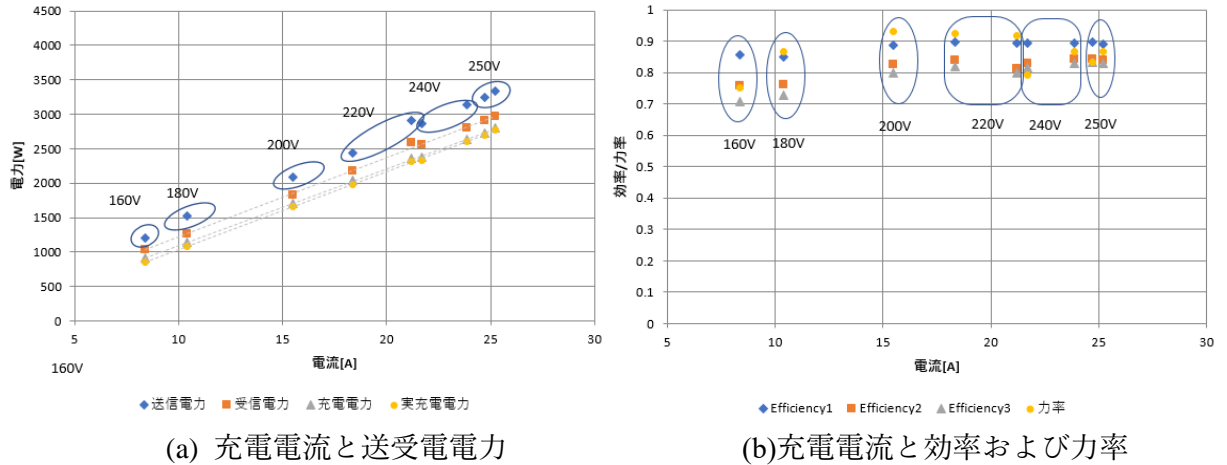 電力[W]
4500
4000
3500
3000
2500
2000
1500
1000
500
0
5
10
15
20
25
30
電流[A]
160V
180V
200V
220V
240V
250V
160V
送信電力 受信電力 充電電力 実充電電力
(a) 充電電流と送受電電力
効率/力率
1
0.9
0.8
0.7
0.6
0.5
0.4
0.3
0.2
0.1
0
5
10
15
20
25
30
電流[A]
160V
180V
200V
220V
240V
250V
Efficiency1 Efficiency2 Efficiency3 力率
(b)充電電流と効率および力率